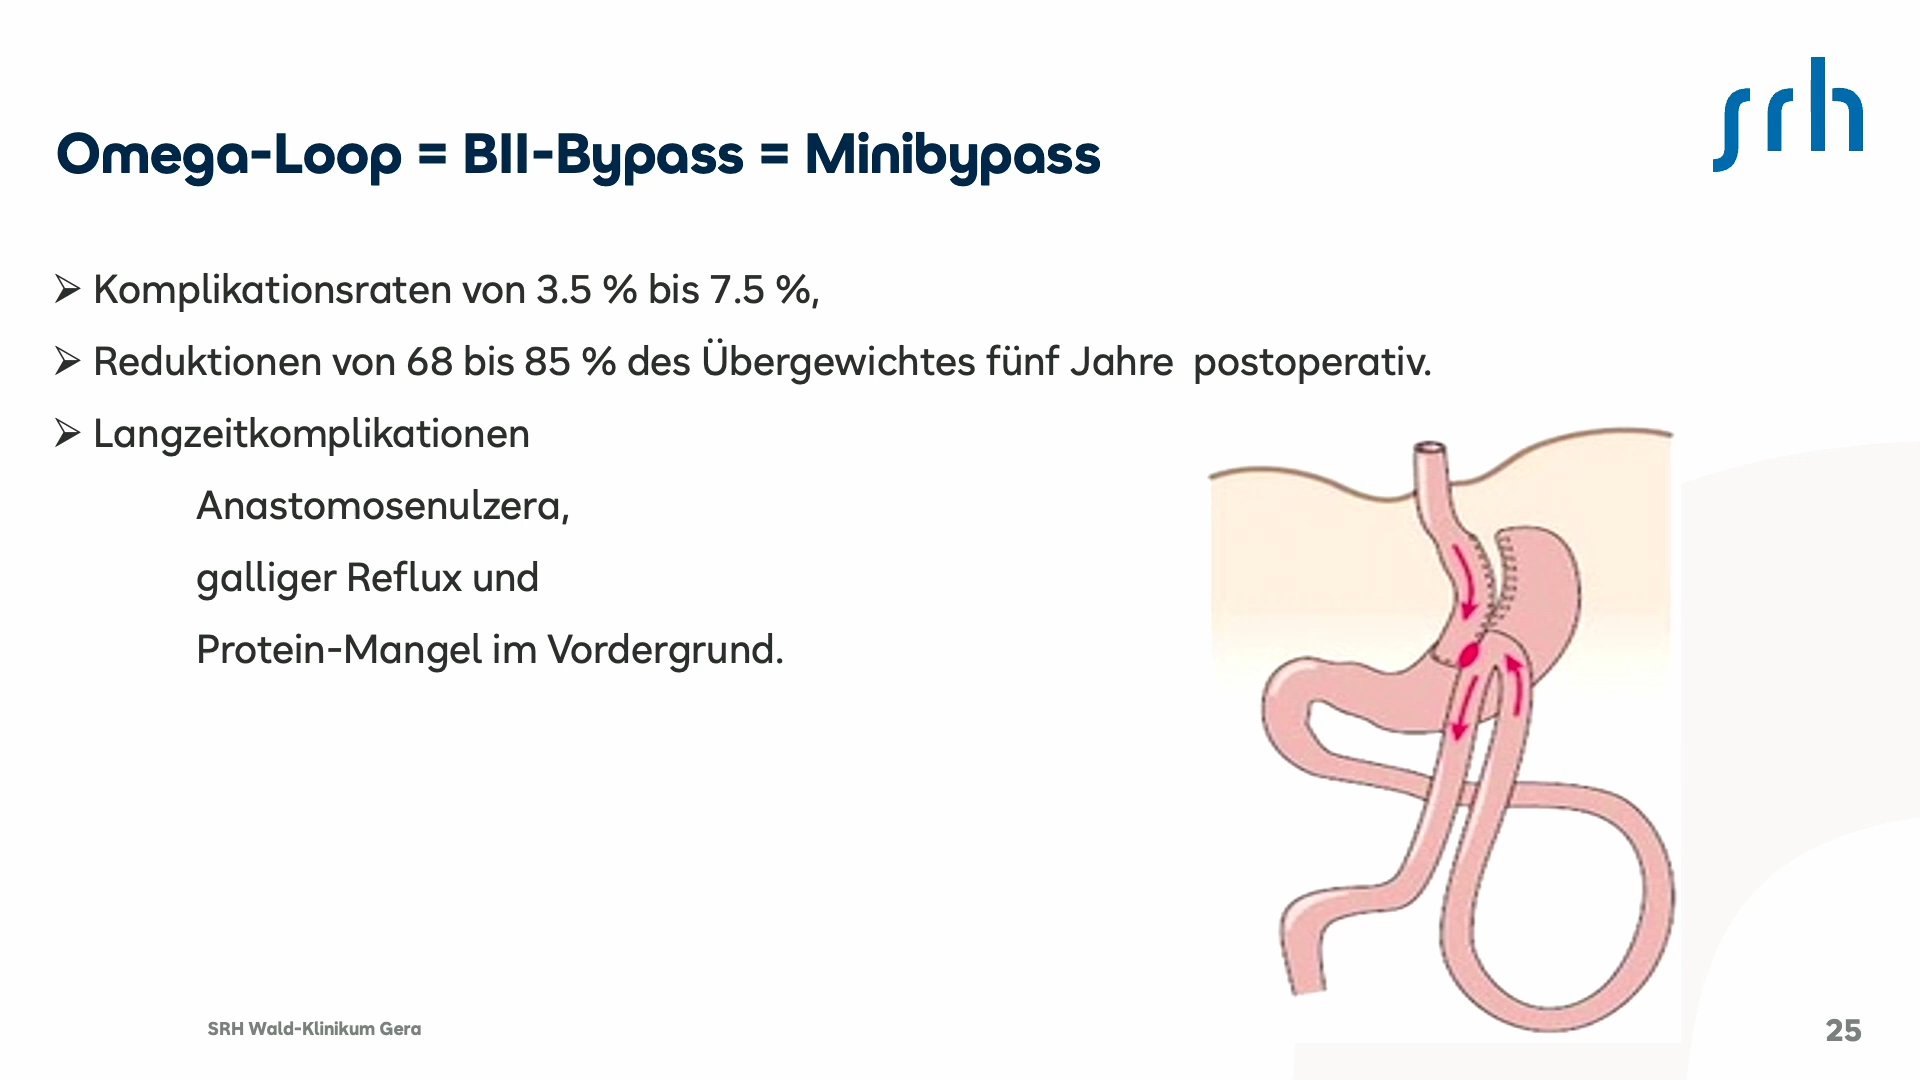 srh
Omega-Loop = BII-Bypass = Minibypass
➢ Komplikationsraten von 3.5 % bis 7.5 %,
➢ Reduktionen von 68 bis 85 % des Übergewichtes fünf Jahre  postoperativ.
➢ Langzeitkomplikationen
Anastomosenulzera,
galliger Reflux und
Protein-Mangel im Vordergrund.
SRH Wald-Klinikum Gera
25